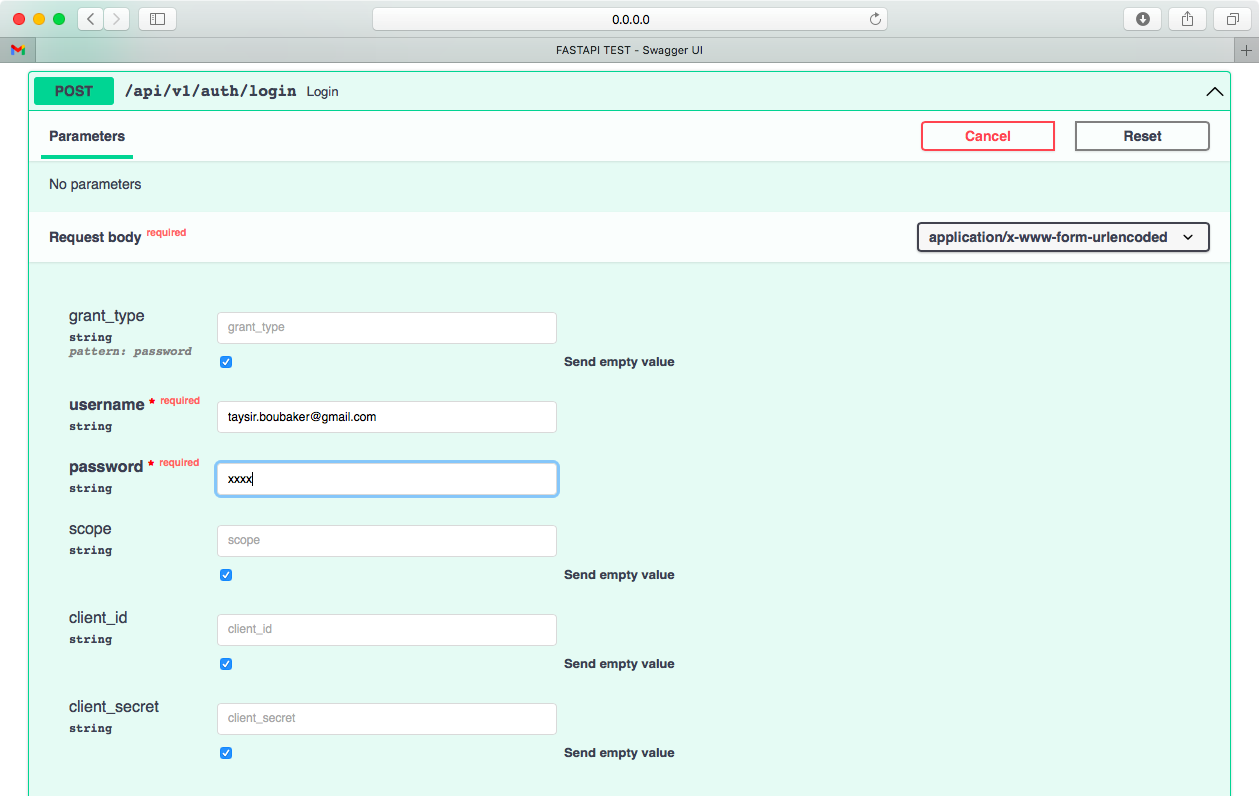 0.0.0.0
FASTAPI TEST - Swagger UI
POST /api/v1/auth/login Login
Parameters Cancel Reset
No parameters
Request body required application/x-www-form-urlencoded
grant_type
string
pattern: password
grant_type
Send empty value
username * required
string
taysir.boubaker@gmail.com
password * required
string
xxxx
scope
string
scope
Send empty value
client_id
string
client_id
Send empty value
client_secret
string
client_secret
Send empty value